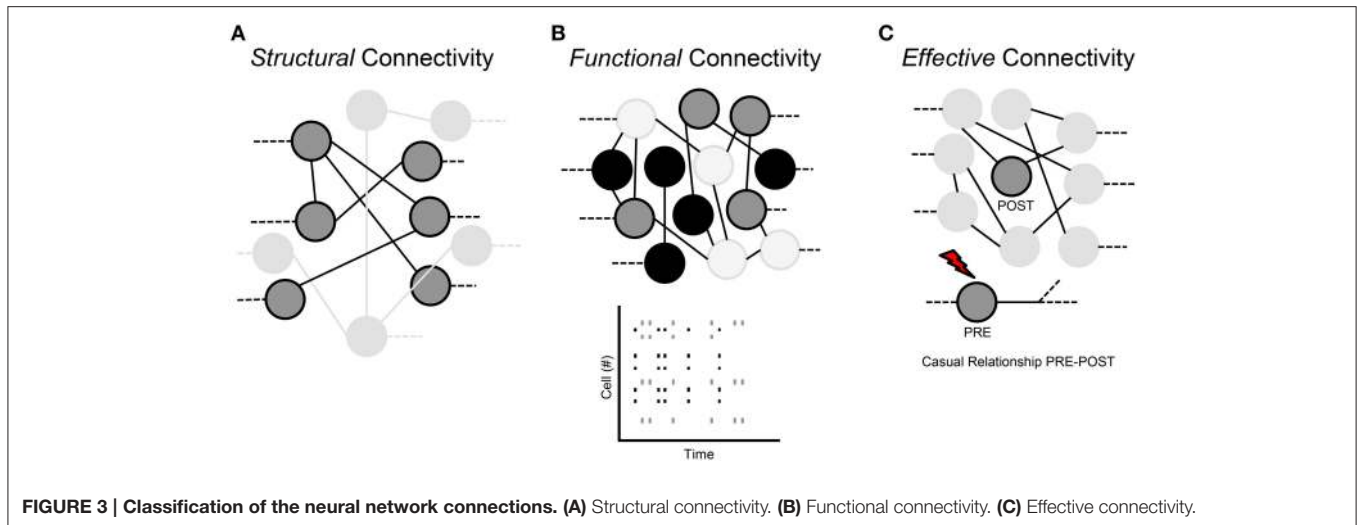 A
Structural Connectivity
B
Functional Connectivity
Cell (#)
Time
C
Effective Connectivity
POST
PRE
Casual Relationship PRE-POST
FIGURE 3 | Classification of the neural network connections. (A) Structural connectivity. (B) Functional connectivity. (C) Effective connectivity.